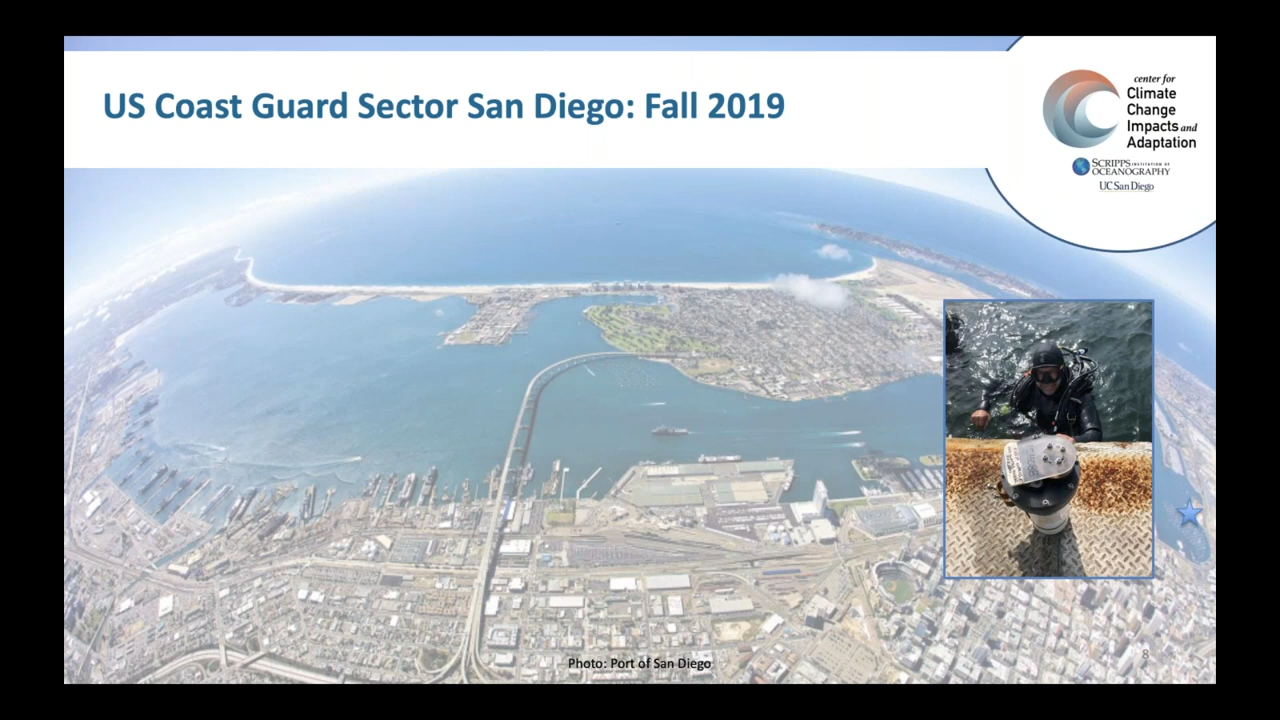 US Coast Guard Sector San Diego: Fall 2019
center for
Climate
Change
Impacts and
Adaptation
SCRIPPS INSTITUTION OF
OCEANOGRAPHY
UC San Diego
Photo: Port of San Diego
8